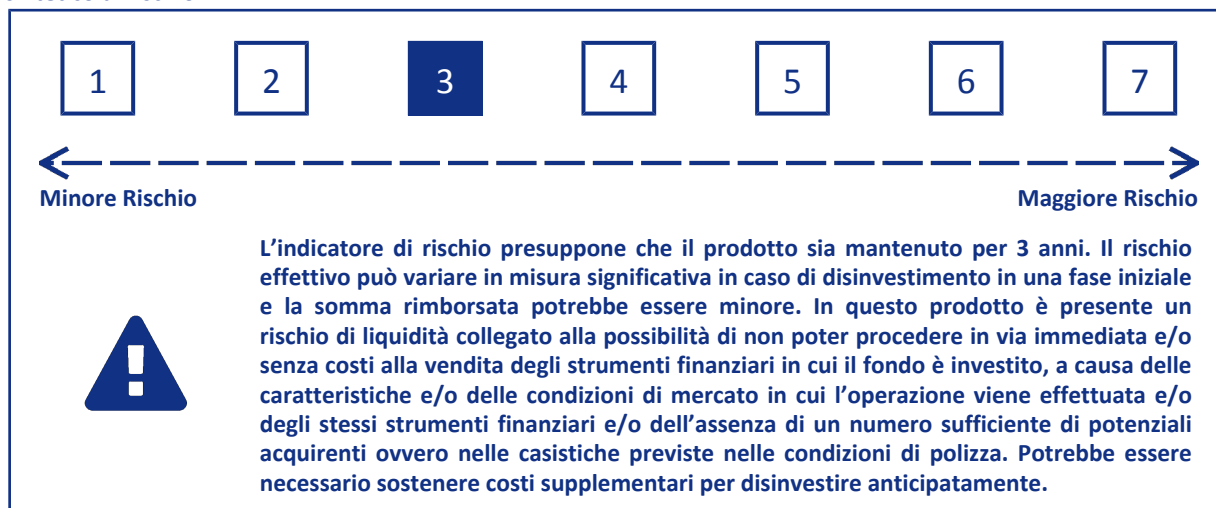 1 2 3 4 5 6 7
Minore Rischio Maggiore Rischio
L’indicatore di rischio presuppone che il prodotto sia mantenuto per 3 anni. Il rischio
effettivo può variare in misura significativa in caso di disinvestimento in una fase iniziale
e la somma rimborsata potrebbe essere minore. In questo prodotto è presente un
rischio di liquidità collegato alla possibilità di non poter procedere in via immediata e/o
senza costi alla vendita degli strumenti finanziari in cui il fondo è investito, a causa delle
caratteristiche e/o delle condizioni di mercato in cui l’operazione viene effettuata e/o
degli stessi strumenti finanziari e/o dell’assenza di un numero sufficiente di potenziali
acquirenti ovvero nelle casistiche previste nelle condizioni di polizza. Potrebbe essere
necessario sostenere costi supplementari per disinvestire anticipatamente.